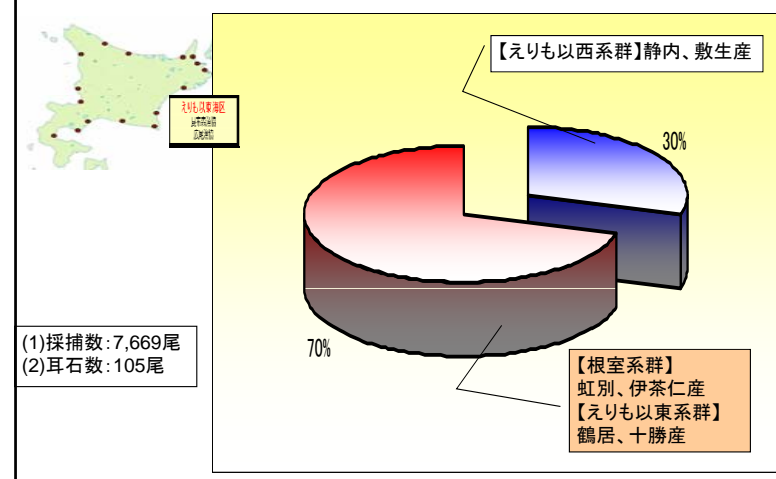 【えりも以西系群】静内、敷生産
30%
えりも以東海区
70%
(1)採捕数:7,669尾
(2)耳石数:105尾
【根室系群】
虹別、伊茶仁産
【えりも以東系群】
鶴居、十勝産